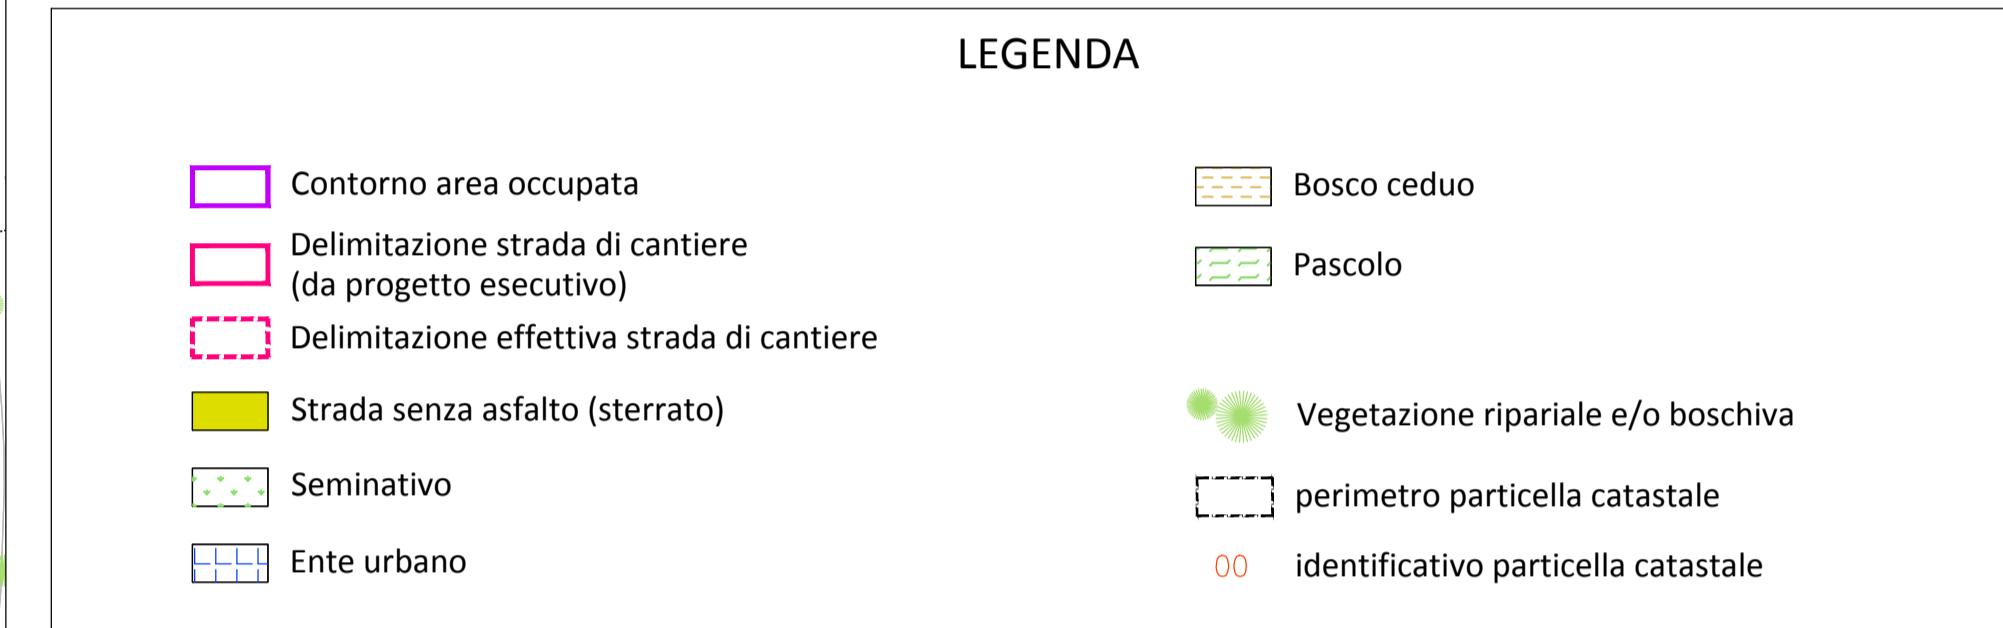 LEGENDA
Contorno area occupata
Delimitazione strada di cantiere
(da progetto esecutivo)
Delimitazione effettiva strada di cantiere
Strada senza asfalto (sterrato)
Seminativo
Ente urbano
Bosco ceduo
Pascolo
Vegetazione ripariale e/o boschiva
perimetro particella catastale
00 identificativo particella catastale